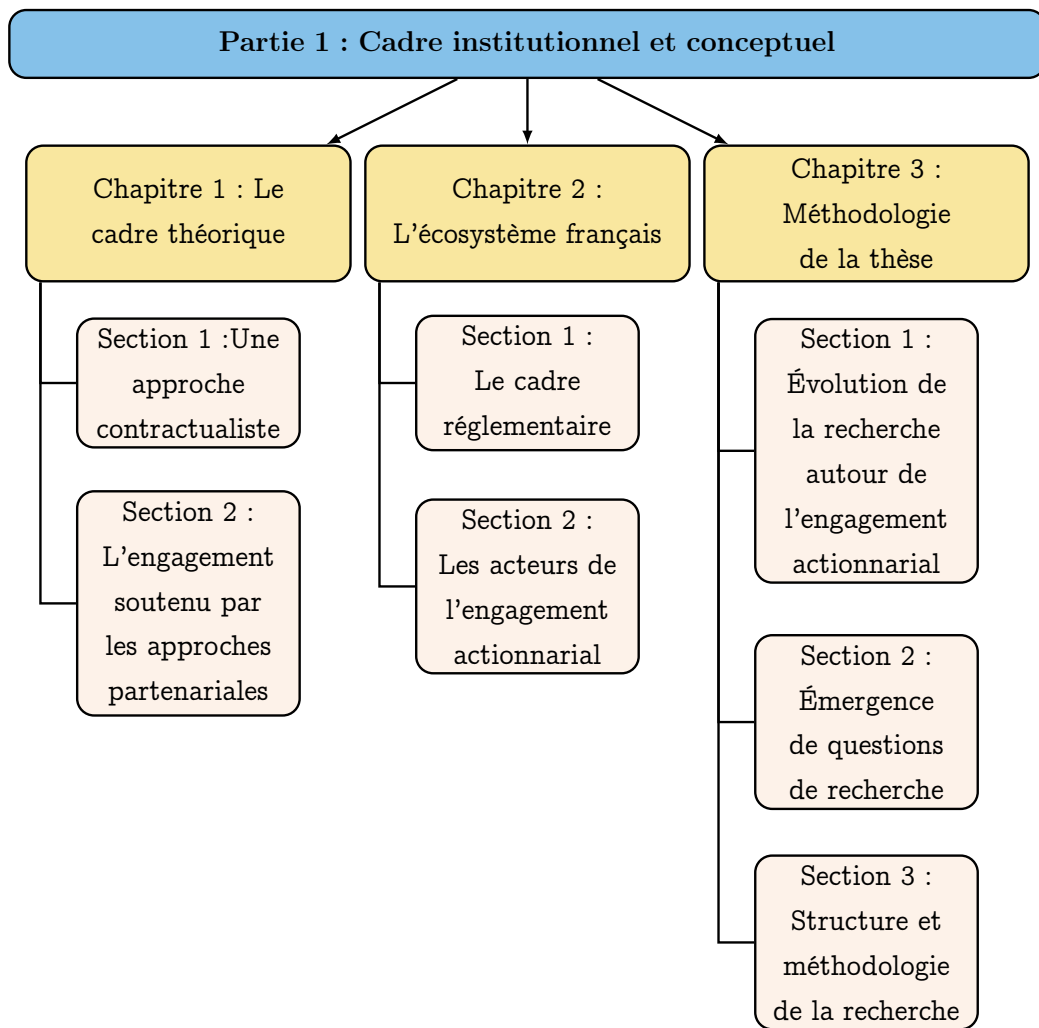 Partie 1 : Cadre institutionnel et conceptuel
Chapitre 1 : Le
cadre théorique
Section 1 :Une
approche
contractualiste
Section 2 :
L'engagement
soutenu par
les approches
partenariales
Chapitre 2 :
L'écosystème français
Section 1 :
Le cadre
réglementaire
Section 2 :
Les acteurs de
l'engagement
actionnarial
Chapitre 3 :
Méthodologie
de la thèse
Section 1 :
Évolution de
la recherche
autour de
l'engagement
actionnarial
Section 2 :
Émergence
de questions
de recherche
Section 3 :
Structure et
méthodologie
de la recherche